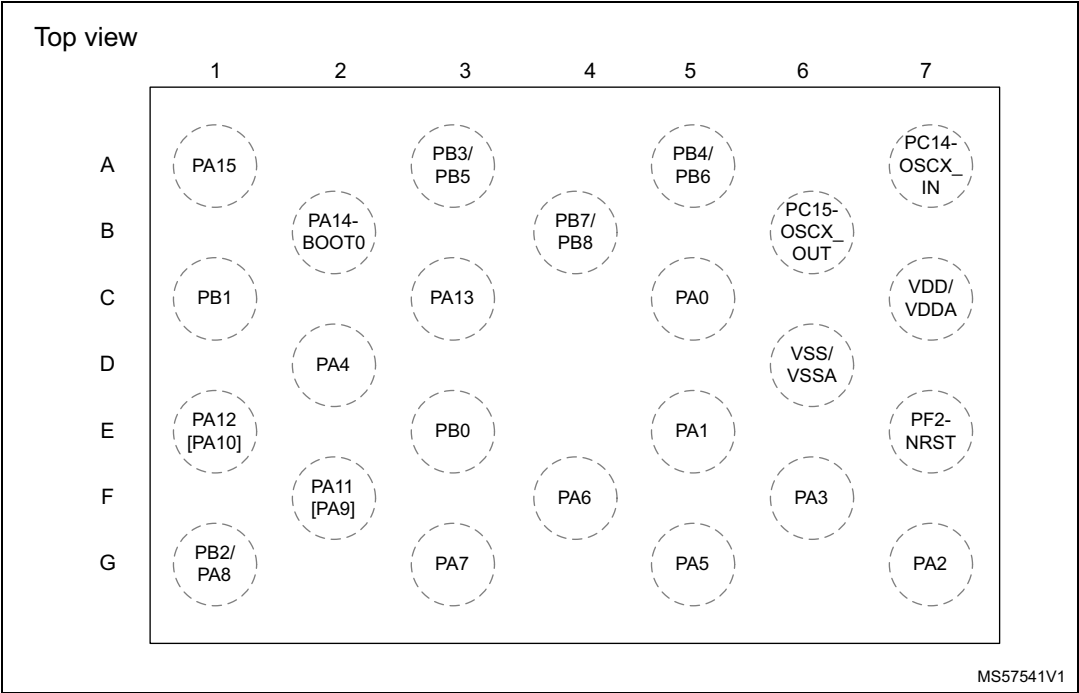 Top view
1 2 3 4 5 6 7
A
PA15
PB3/
PB5
PB4/
PB6
PC14-
OSCX_
IN
B
PA14-
BOOT0
PB7/
PB8
PC15-
OSCX_
OUT
C
PB1
PA13
PA0
VDD/
VDDA
D
PA4
VSS/
VSSA
E
PA12
[PA10]
PB0
PA1
PF2-
NRST
F
PA11
[PA9]
PA6
PA3
G
PB2/
PA8
PA7
PA5
PA2
MS57541V1